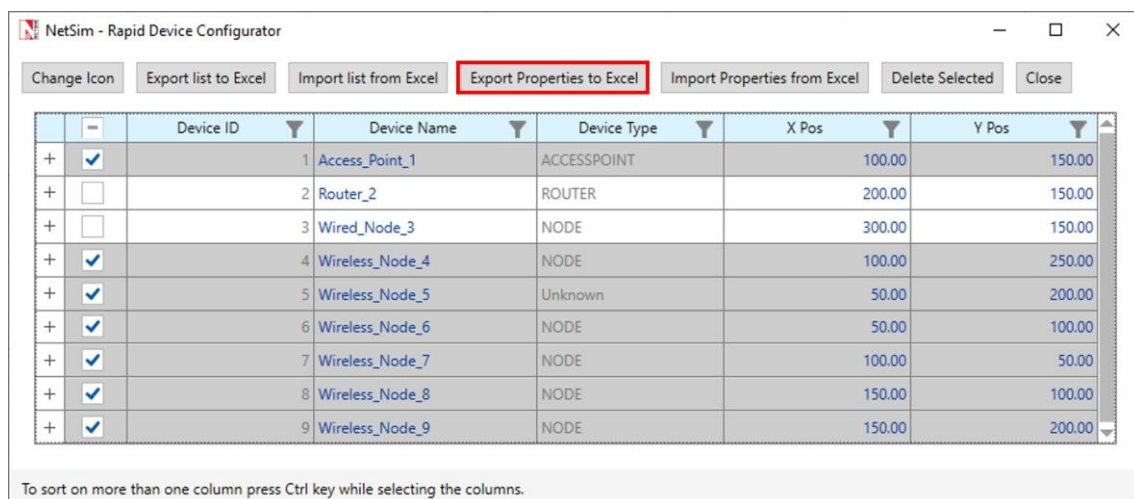 NetSim - Rapid Device Configurator
Change Icon Export list to Excel Import list from Excel Export Properties to Excel Import Properties from Excel Delete Selected Close
Device ID Device Name Device Type X Pos Y Pos
1 Access_Point_1 ACCESSPOINT 100.00 150.00
2 Router_2 ROUTER 200.00 150.00
3 Wired_Node_3 NODE 300.00 150.00
4 Wireless_Node_4 NODE 100.00 250.00
5 Wireless_Node_5 Unknown 50.00 200.00
6 Wireless_Node_6 NODE 50.00 100.00
7 Wireless_Node_7 NODE 100.00 50.00
8 Wireless_Node_8 NODE 150.00 100.00
9 Wireless_Node_9 NODE 150.00 200.00
To sort on more than one column press Ctrl key while selecting the columns.